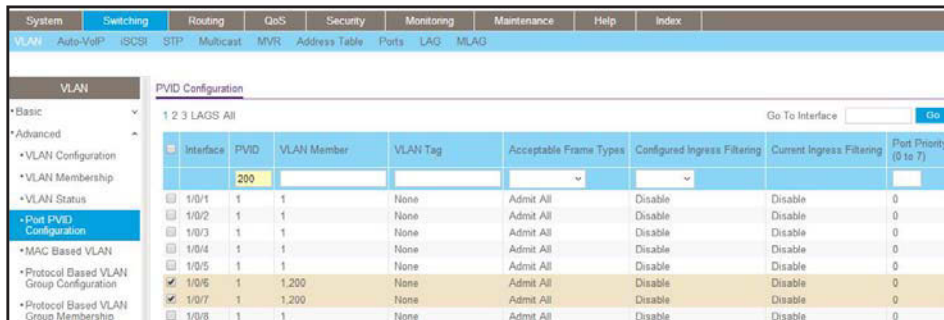 System Switching Routing QoS Security Monitoring Maintenance Help Index
VLAN Auto-VoIP iSCSI STP Multicast MVR Address Table Ports LAG MLAG
VLAN
• Basic
• Advanced
• VLAN Configuration
• VLAN Membership
• VLAN Status
• Port PVID
Configuration
• MAC Based VLAN
• Protocol Based VLAN
Group Configuration
• Protocol Based VLAN
Group Membership
PVID Configuration
1 2 3 LAGS All Go To Interface Go
Interface PVID VLAN Member VLAN Tag Acceptable Frame Types Configured Ingress Filtering Current Ingress Filtering Port Priority
(0 to 7)
200
1/0/1 1 1 None Admit All Disable Disable 0
1/0/2 1 1 None Admit All Disable Disable 0
1/0/3 1 1 None Admit All Disable Disable 0
1/0/4 1 1 None Admit All Disable Disable 0
1/0/5 1 1 None Admit All Disable Disable 0
1/0/6 1 1,200 None Admit All Disable Disable 0
1/0/7 1 1,200 None Admit All Disable Disable 0
1/0/8 1 1 None Admit All Disable Disable 0